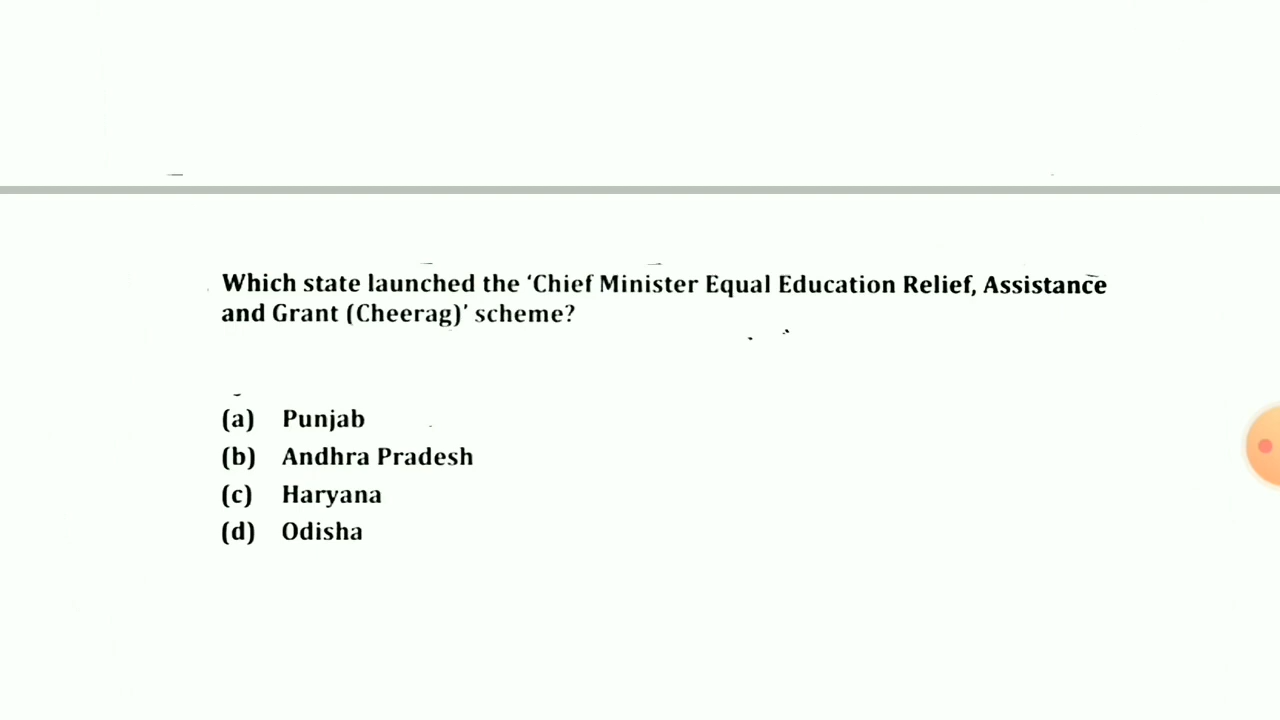 Which state launched the ‘Chief Minister Equal Education Relief, Assistance
and Grant (Cheerag)’ scheme?
(a) Punjab
(b) Andhra Pradesh
(c) Haryana
(d) Odisha